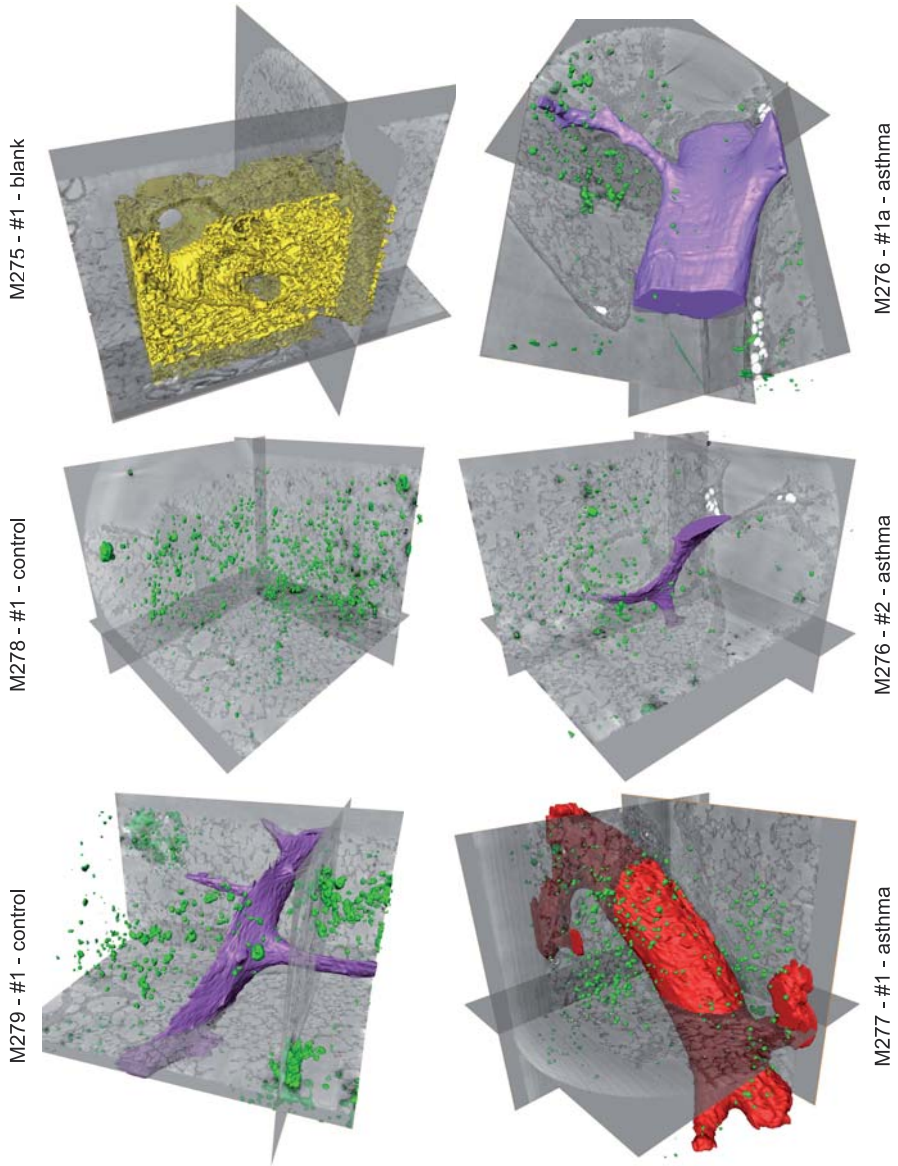 M275 - #1 - blank
M276 - #1a - asthma
M278 - #1 - control
M276 - #2 - asthma
M279 - #1 - control
M277 - #1 - asthma